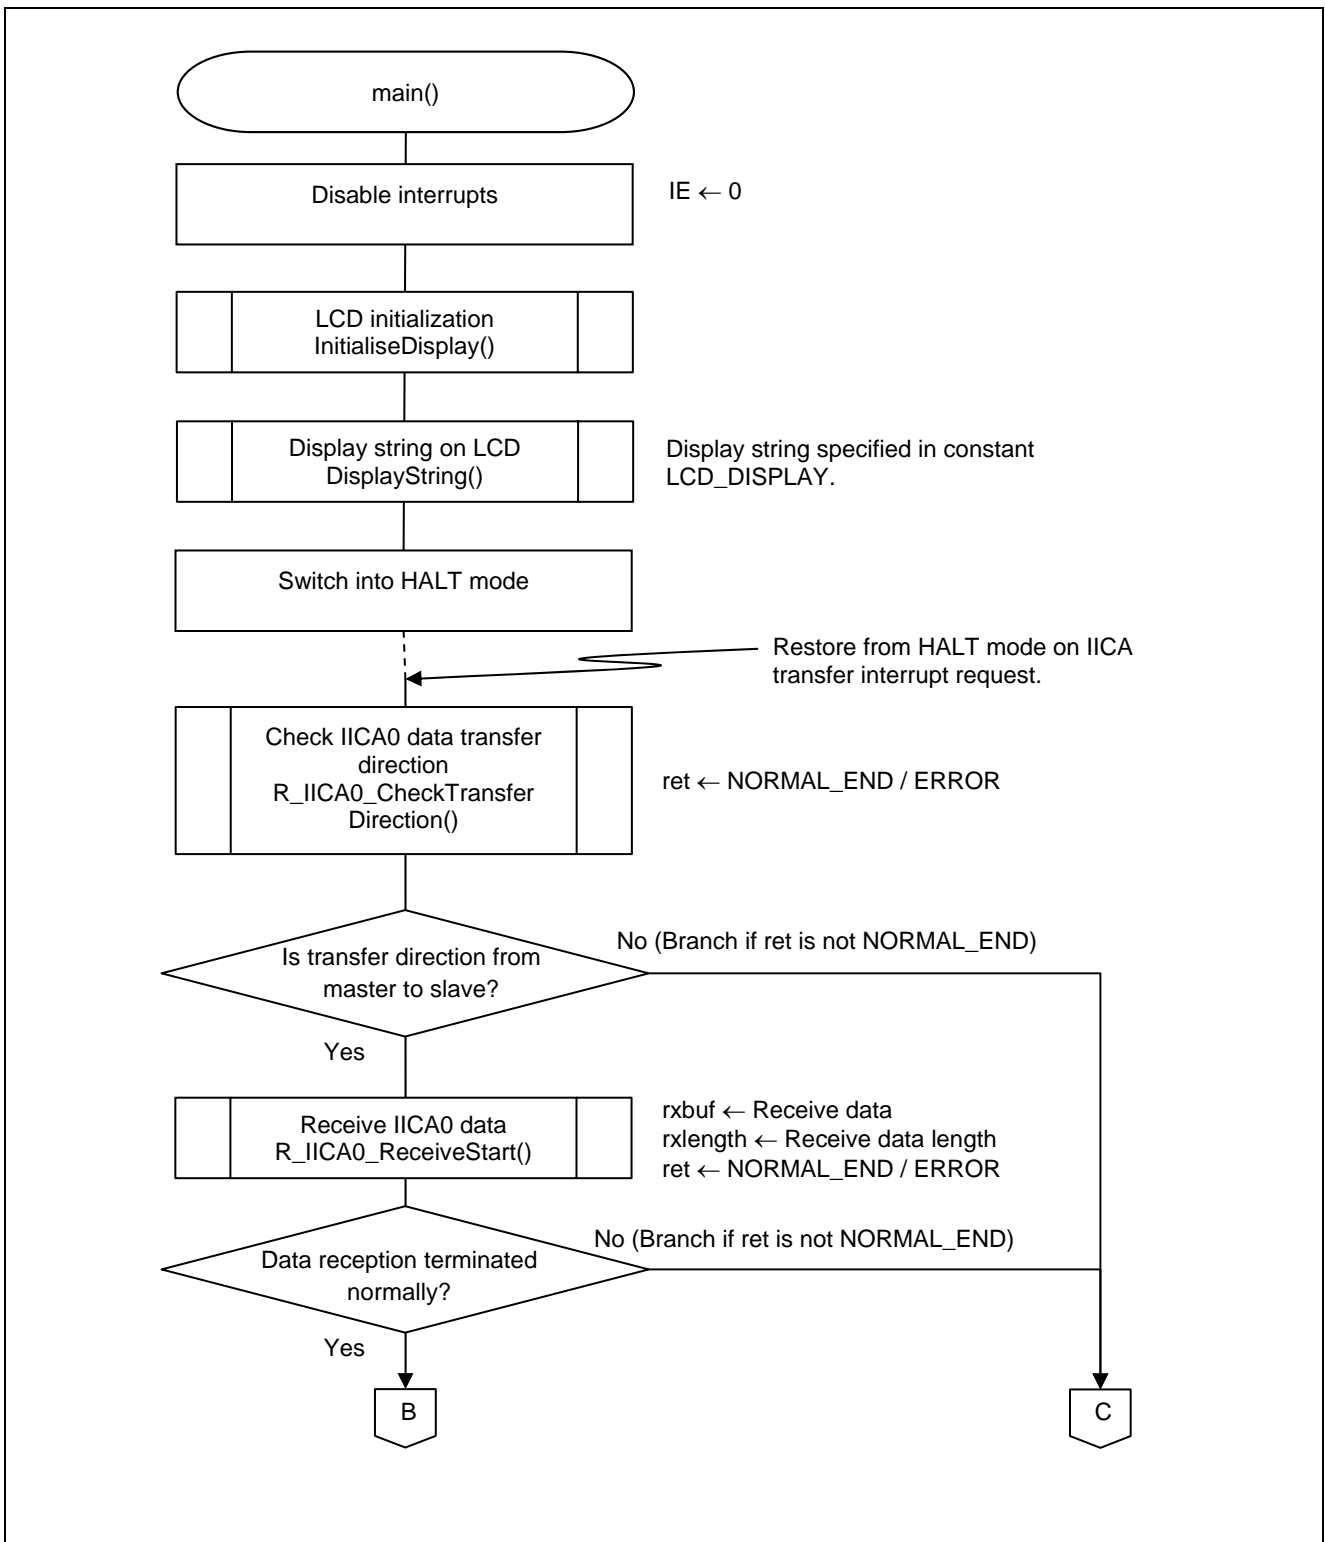 main()
Disable interrupts
IE ← 0
LCD initialization
InitialiseDisplay()
Display string on LCD
DisplayString()
Display string specified in constant
LCD_DISPLAY.
Switch into HALT mode
Restore from HALT mode on IICA
transfer interrupt request.
Check IICA0 data transfer
direction
R_IICA0_CheckTransfer
Direction()
ret ← NORMAL_END / ERROR
Is transfer direction from
master to slave?
No (Branch if ret is not NORMAL_END)
Yes
Receive IICA0 data
R_IICA0_ReceiveStart()
rxbuf ← Receive data
rxlength ← Receive data length
ret ← NORMAL_END / ERROR
Data reception terminated
normally?
No (Branch if ret is not NORMAL_END)
Yes
B
C